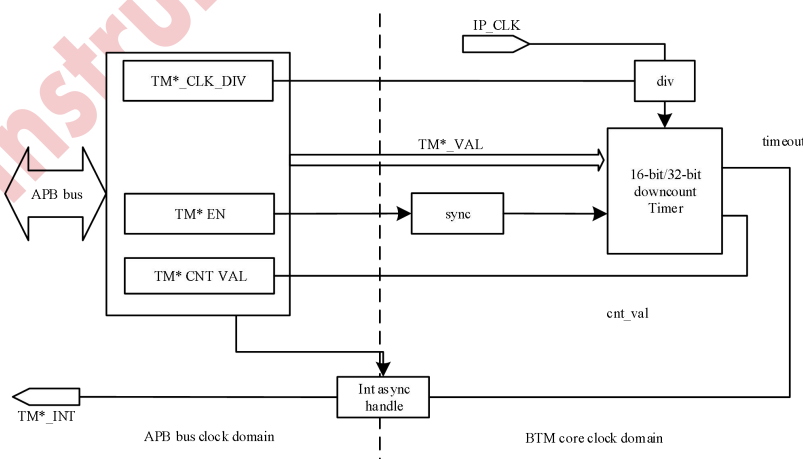 IP_CLK
TM*_CLK_DIV
div
TM*_VAL
timeout
16-bit/32-bit
downcount
Timer
APB bus
TM* EN
sync
TM* CNT VAL
cnt_val
Int async
handle
TM*_INT
APB bus clock domain
BTM core clock domain